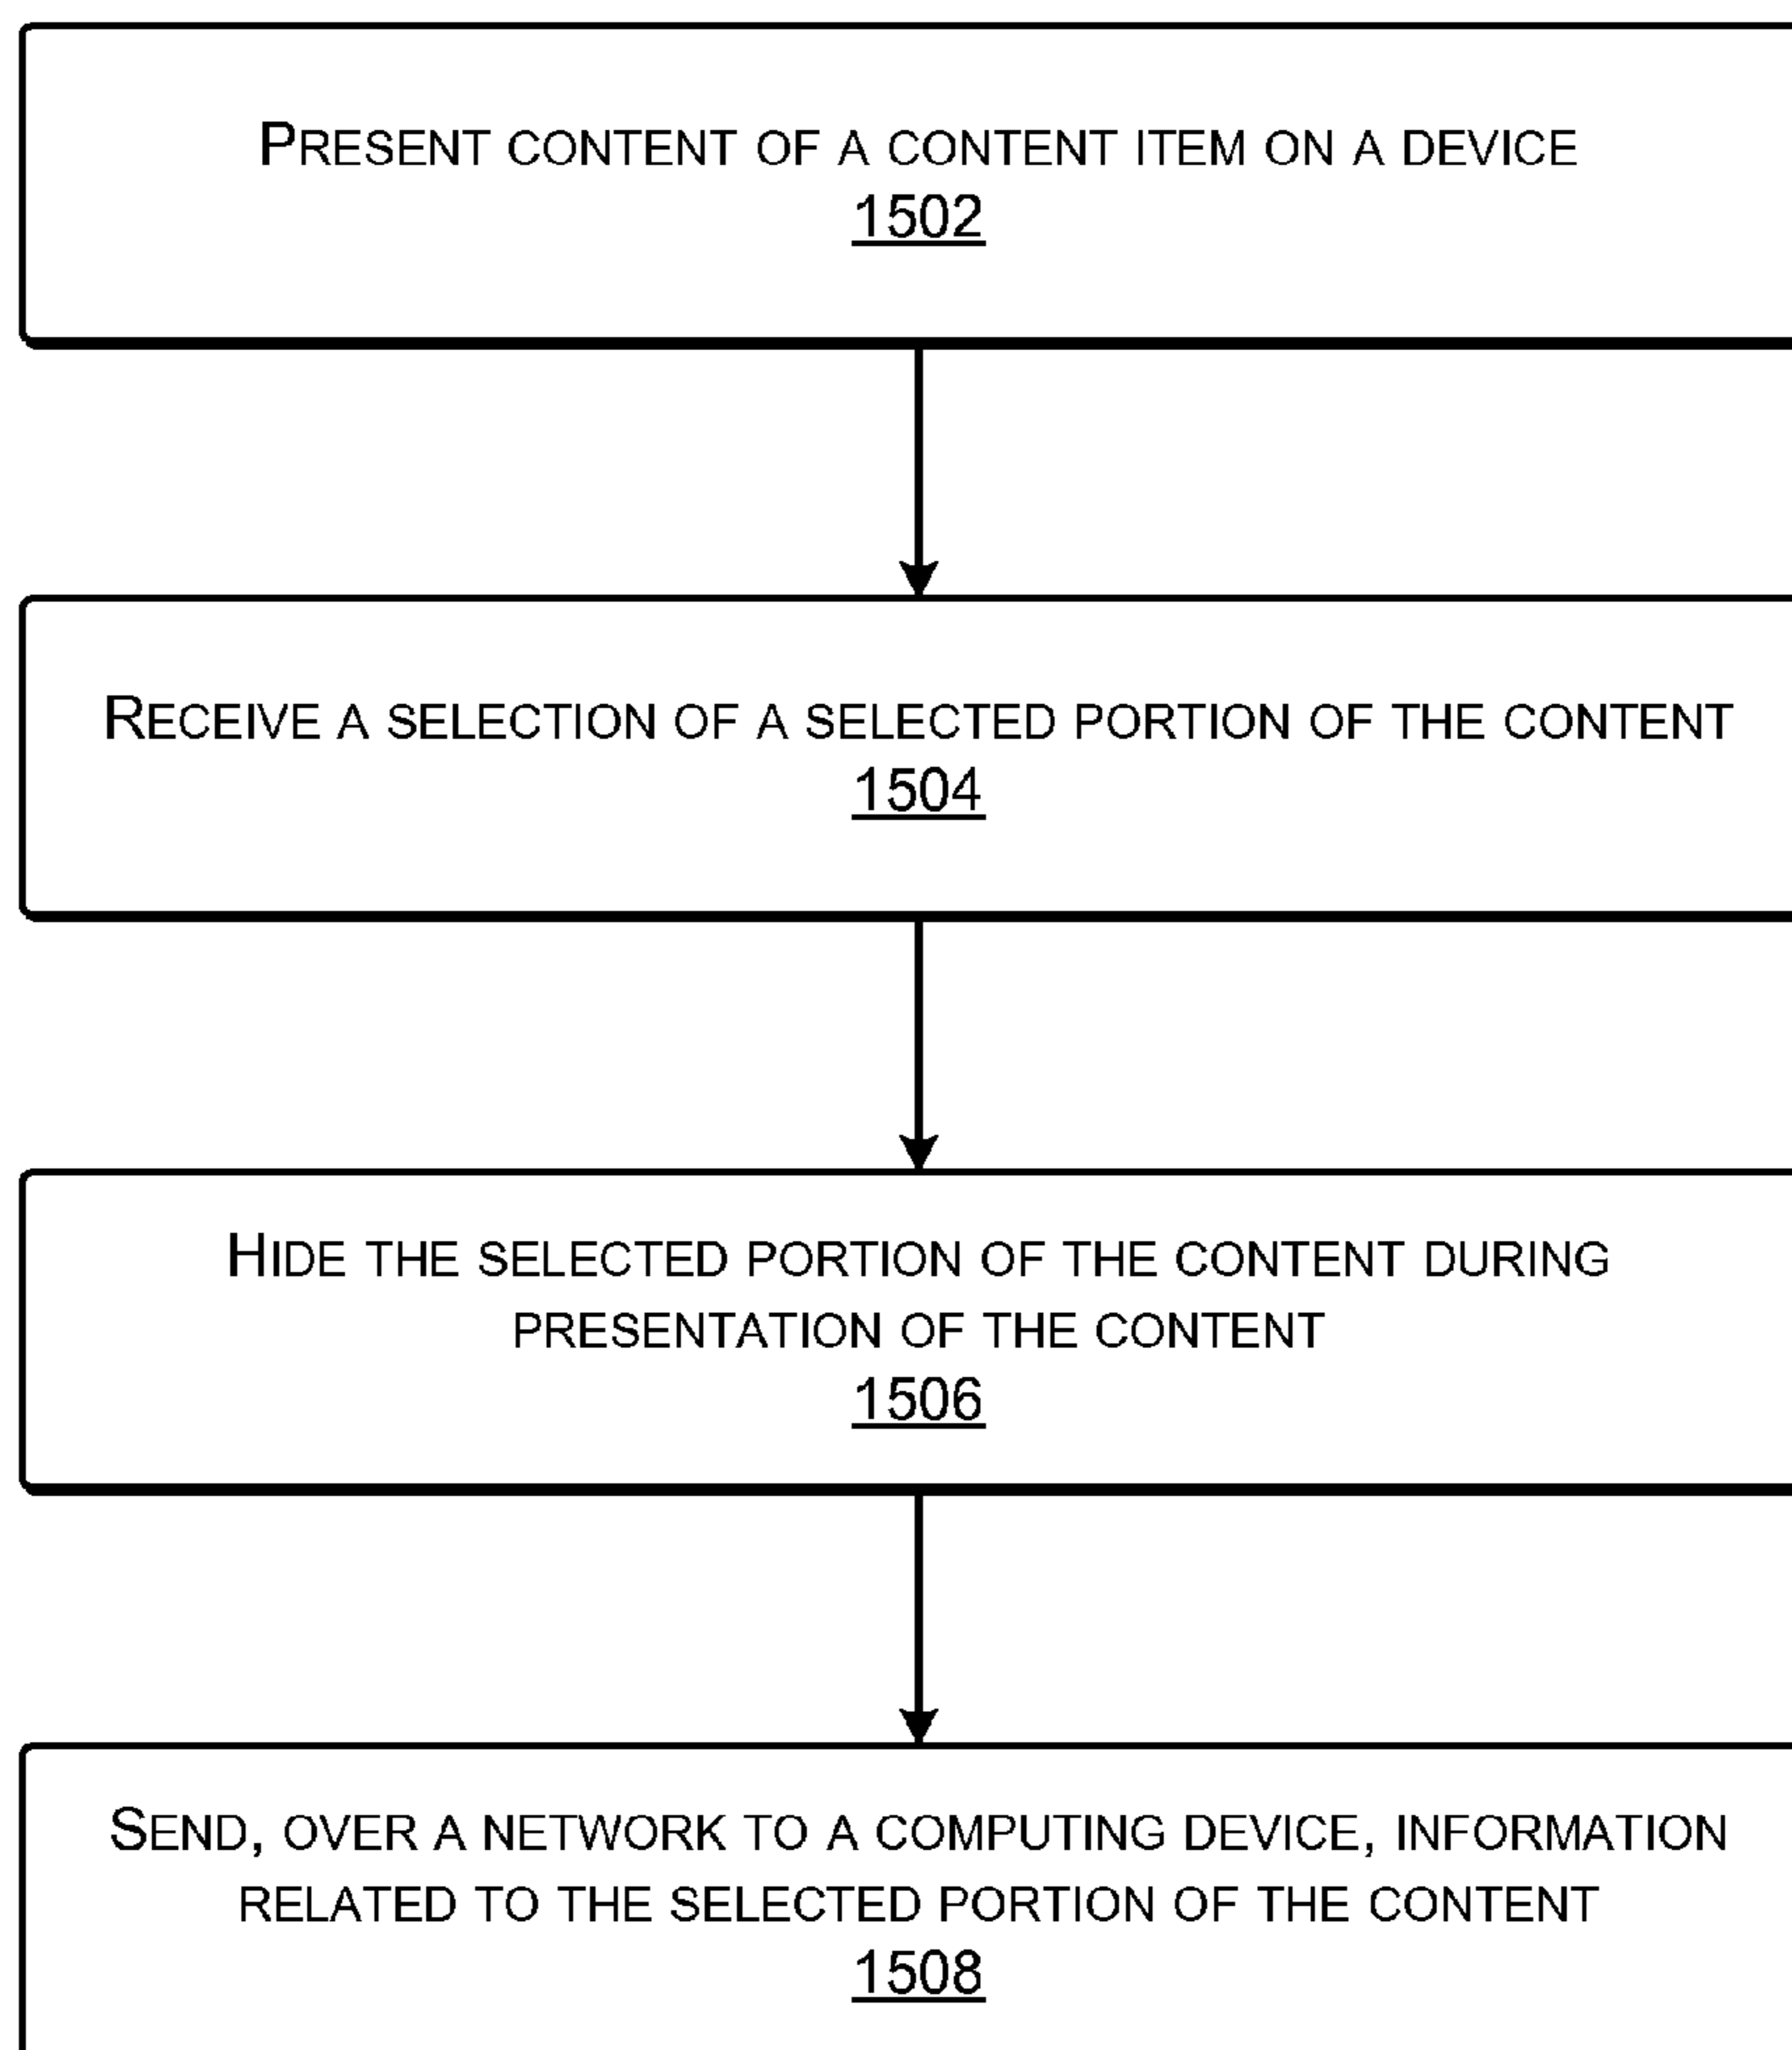 PRESENT CONTENT OF A CONTENT ITEM ON A DEVICE
1502
RECEIVE A SELECTION OF A SELECTED PORTION OF THE CONTENT
1504
HIDE THE SELECTED PORTION OF THE CONTENT DURING
PRESENTATION OF THE CONTENT
1506
SEND, OVER A NETWORK TO A COMPUTING DEVICE, INFORMATION
RELATED TO THE SELECTED PORTION OF THE CONTENT
1508